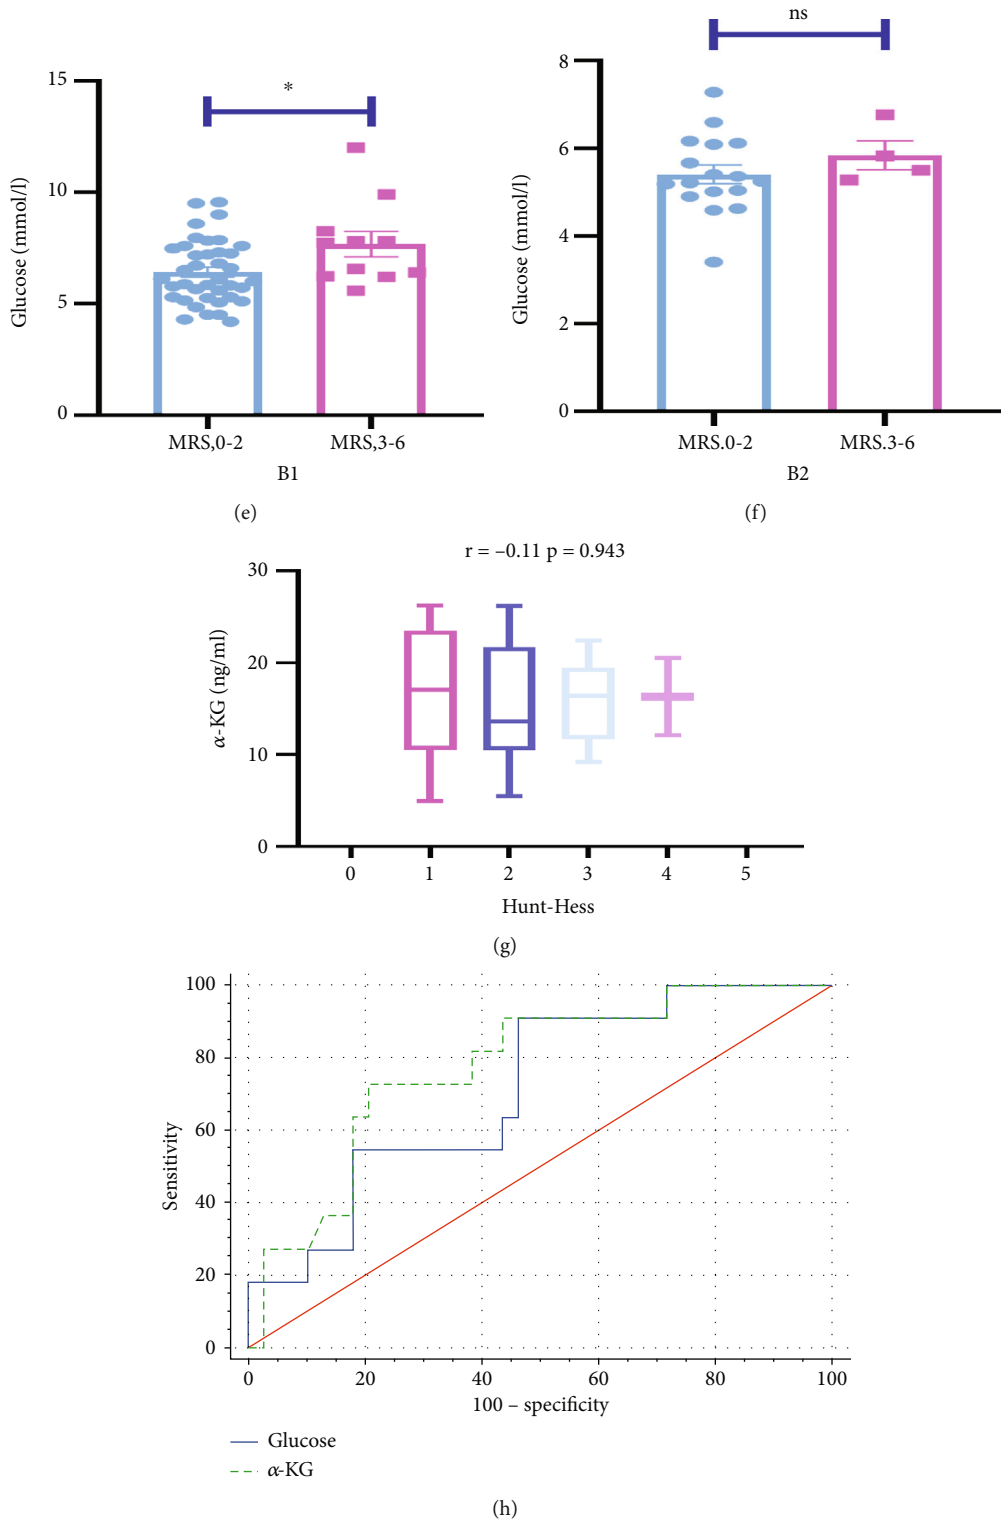 15
10
5
0
Glucose (mmol/l)
*
MRS,0-2
MRS,3-6
B1
(e)
8
6
4
2
0
Glucose (mmol/l)
ns
MRS.0-2
MRS.3-6
B2
(f)
r = –0.11 p = 0.943
30
20
10
0
α-KG (ng/ml)
0 1 2 3 4 5
Hunt-Hess
(g)
100
80
60
40
20
0
Sensitivity
0 20 40 60 80 100
100 – specificity
Glucose
α-KG
(h)